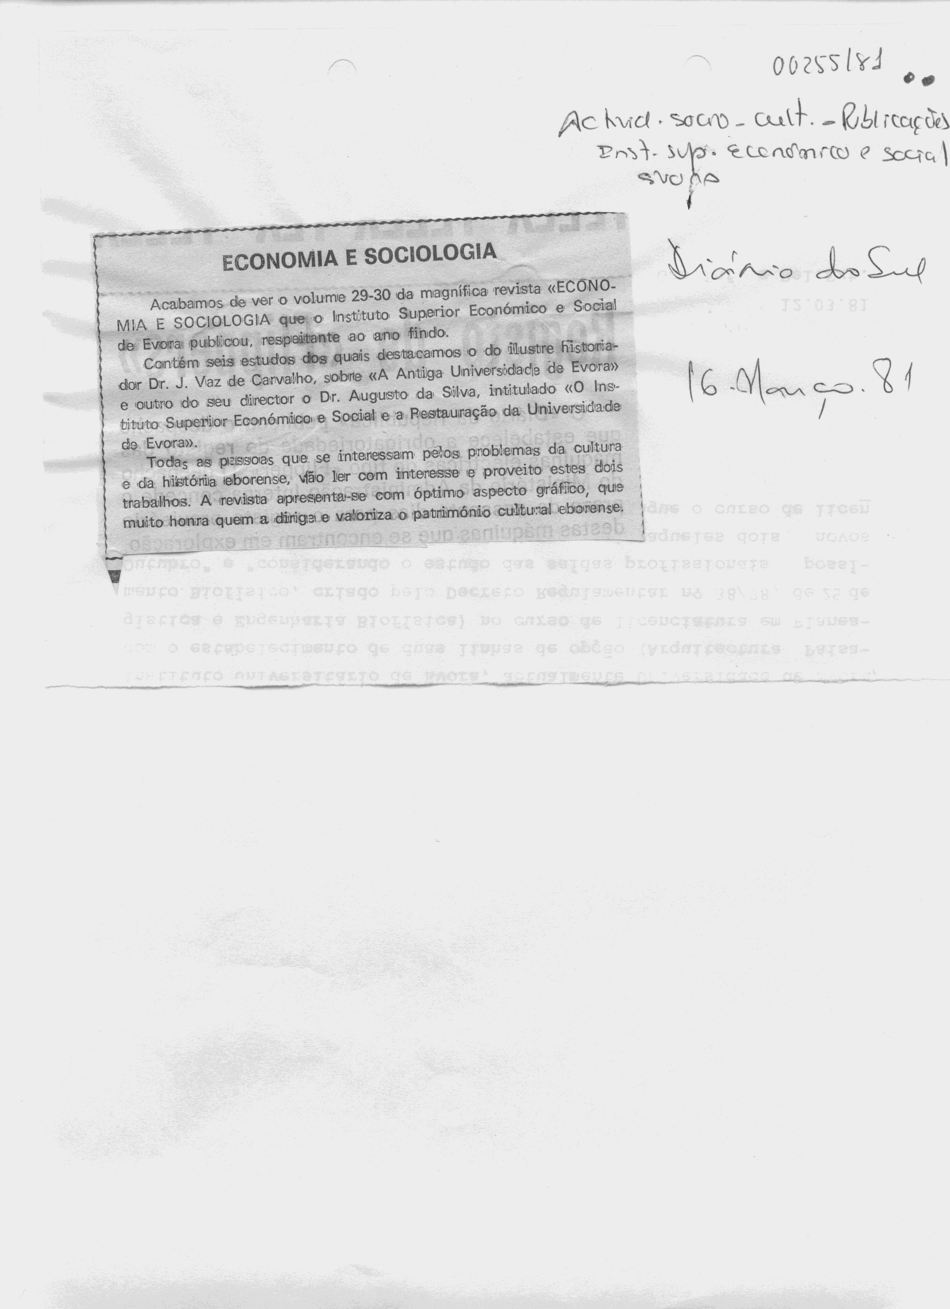 00255/81
Activid. socio-cult. - Publicações
Inst. sup. económico e social
évora
Diário do Sul
16. Março. 81
ECONOMIA E SOCIOLOGIA
Acabamos de ver o volume 29-30 da magnífica revista «ECONO-
MIA E SOCIOLOGIA que o Instituto Superior Económico e Social
de Evora publicou, respeitante ao ano findo.
Contém seis estudos dos quais destacamos o do ilustre historia-
dor Dr. J. Vaz de Carvalho, sobre «A Antiga Universidade de Evora»
e outro do seu director o Dr. Augusto da Silva, intitulado «O Ins-
tituto Superior Económico e Social e a Restauração da Universidade
de Evora».
Todas as pessoas que se interessam pelos problemas da cultura
e da história eborense, vão ler com interesse e proveito estes dois
trabalhos. A revista apresenta-se com óptimo aspecto gráfico, que
muito honra quem a dirige e valoriza o património cultural eborense.